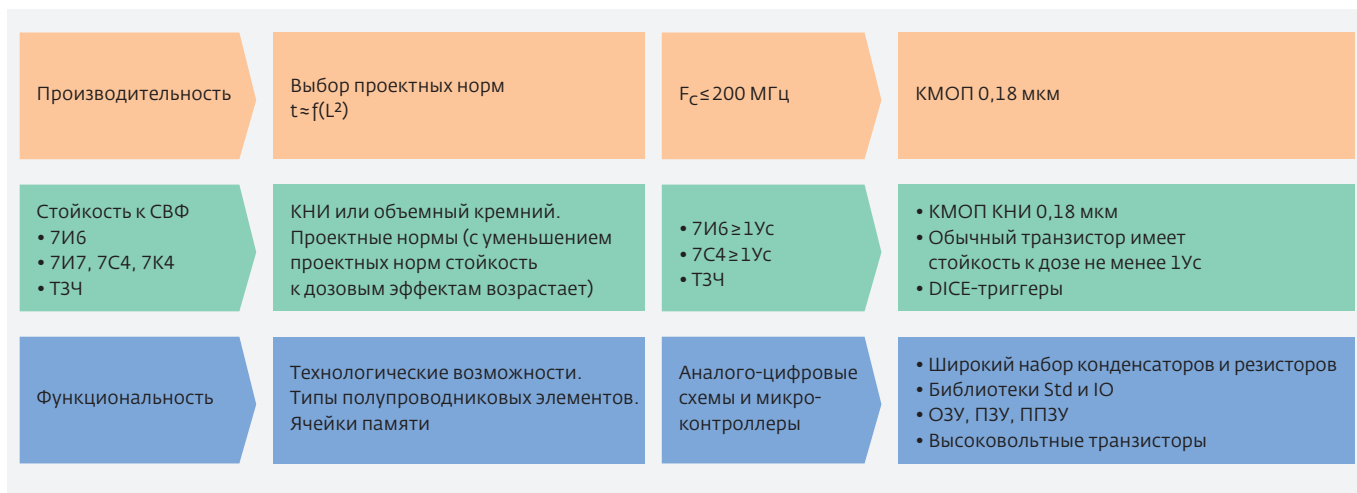 Производительность
Выбор проектных норм
t≈f(L²)
F_C≤200 МГц
КМОП 0,18 мкм
Стойкость к СВФ
• 7И6
• 7И7, 7С4, 7К4
• ТЗЧ
КНИ или объемный кремний.
Проектные нормы (с уменьшением
проектных норм стойкость
к дозовым эффектам возрастает)
• 7И6≥1Ус
• 7С4≥1Ус
• ТЗЧ
• КМОП КНИ 0,18 мкм
• Обычный транзистор имеет
стойкость к дозе не менее 1Ус
• DICE-триггеры
Функциональность
Технологические возможности.
Типы полупроводниковых элементов.
Ячейки памяти
Аналого-цифровые
схемы и микро-
контроллеры
• Широкий набор конденсаторов и резисторов
• Библиотеки Std и IO
• ОЗУ, ПЗУ, ППЗУ
• Высоковольтные транзисторы